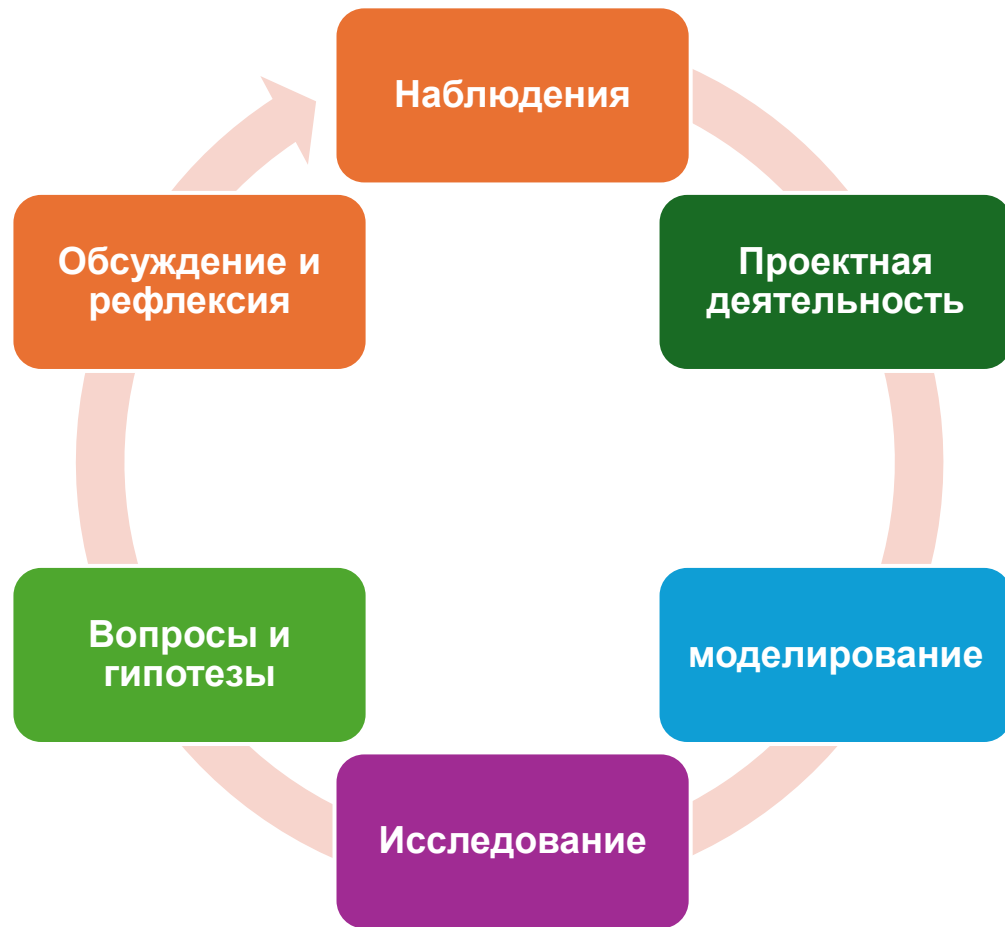 Наблюдения
Проектная
деятельность
моделирование
Исследование
Вопросы и
гипотезы
Обсуждение и
рефлексия